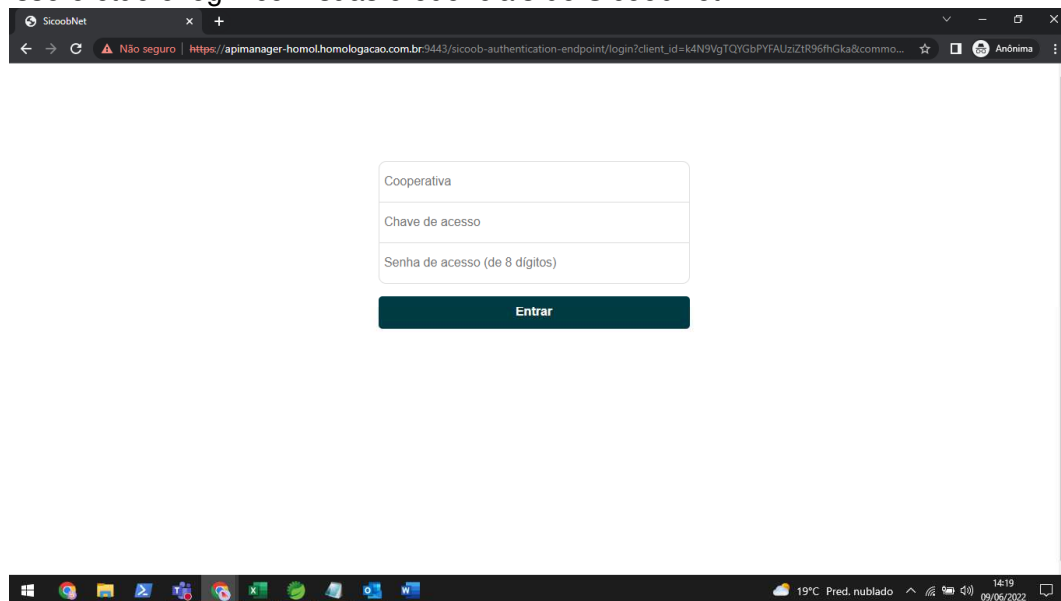 SicoobNet
Não seguro | https://apimanager-homol.homologacao.com.br:9443/sicoob-authentication-endpoint/login?client_id=k4N9VgTQYGbPYFAUziZtR96fhGka&commo...
Anônima
Cooperativa
Chave de acesso
Senha de acesso (de 8 dígitos)
Entrar
19°C Pred. nublado
14:19
09/06/2022